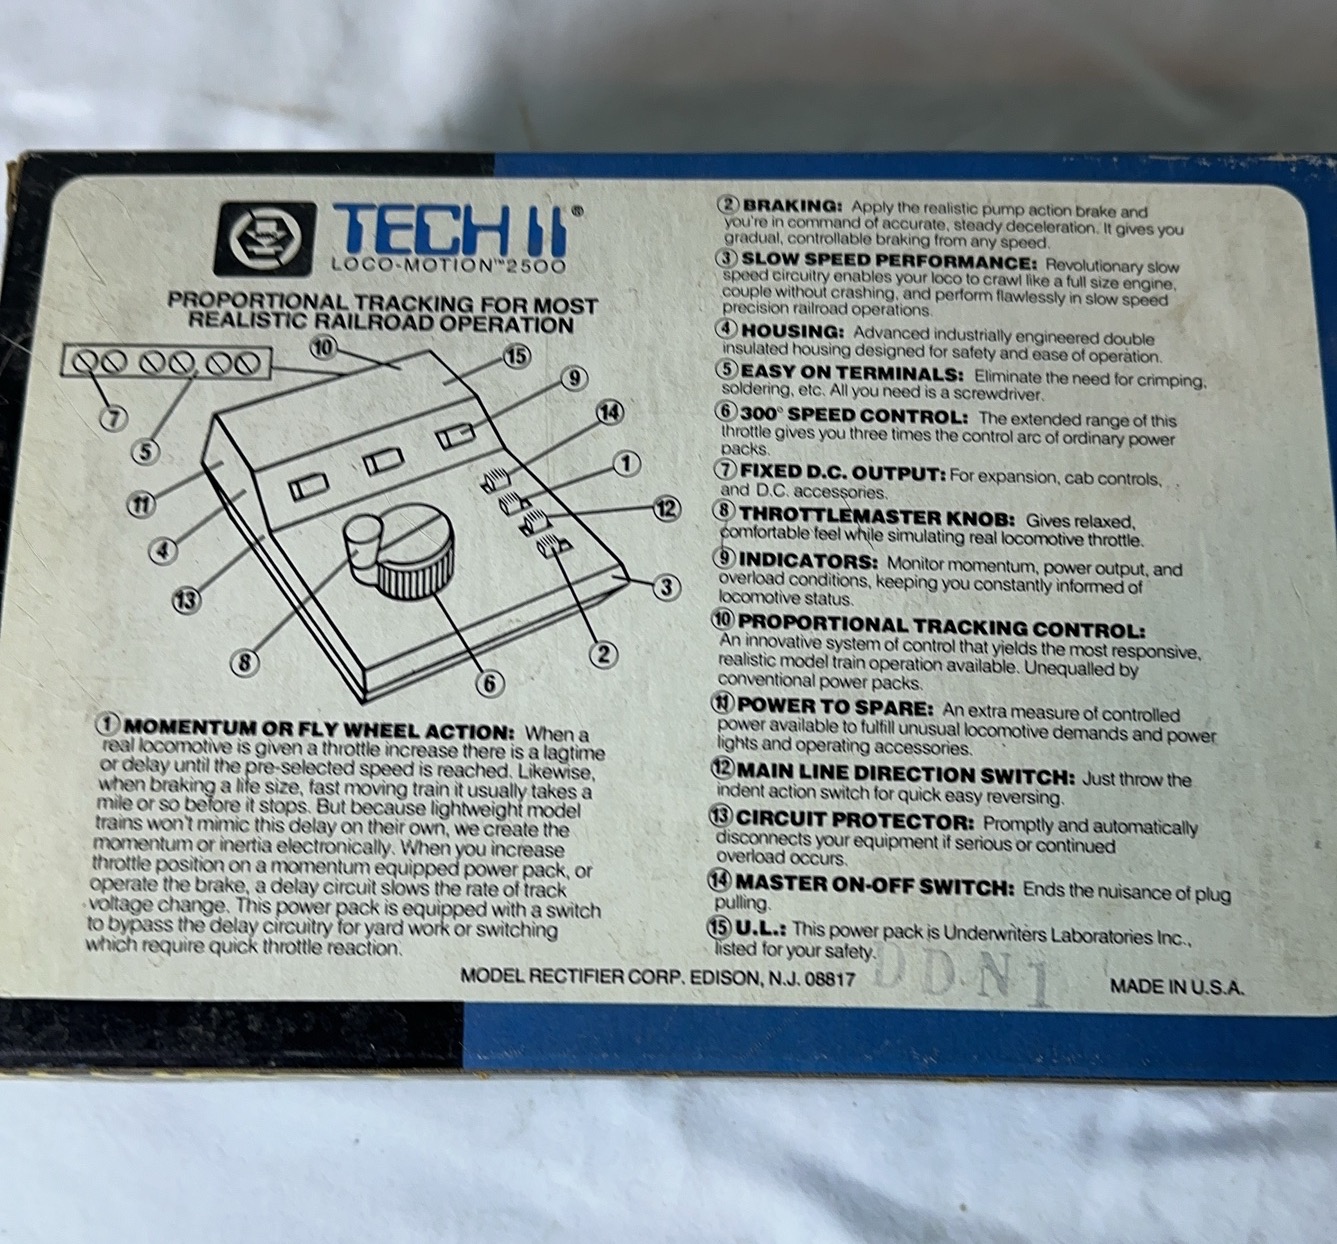 TECH II®
LOCO-MOTION™2500
PROPORTIONAL TRACKING FOR MOST
REALISTIC RAILROAD OPERATION
10
15
9
14
7
5
1
11
12
4
13
3
8
2
6
1 MOMENTUM OR FLY WHEEL ACTION: When a
real locomotive is given a throttle increase there is a lagtime
or delay until the pre-selected speed is reached. Likewise,
when braking a life size, fast moving train it usually takes a
mile or so before it stops. But because lightweight model
trains won't mimic this delay on their own, we create the
momentum or inertia electronically. When you increase
throttle position on a momentum equipped power pack, or
operate the brake, a delay circuit slows the rate of track
voltage change. This power pack is equipped with a switch
to bypass the delay circuitry for yard work or switching
which require quick throttle reaction.
2 BRAKING: Apply the realistic pump action brake and
you're in command of accurate, steady deceleration. It gives you
gradual, controllable braking from any speed.
3 SLOW SPEED PERFORMANCE: Revolutionary slow
speed circuitry enables your loco to crawl like a full size engine,
couple without crashing, and perform flawlessly in slow speed
precision railroad operations.
4 HOUSING: Advanced industrially engineered double
insulated housing designed for safety and ease of operation.
5 EASY ON TERMINALS: Eliminate the need for crimping,
soldering, etc. All you need is a screwdriver.
6 300° SPEED CONTROL: The extended range of this
throttle gives you three times the control arc of ordinary power
packs.
7 FIXED D.C. OUTPUT: For expansion, cab controls,
and D.C. accessories.
8 THROTTLEMASTER KNOB: Gives relaxed,
comfortable feel while simulating real locomotive throttle.
9 INDICATORS: Monitor momentum, power output, and
overload conditions, keeping you constantly informed of
locomotive status.
10 PROPORTIONAL TRACKING CONTROL:
An innovative system of control that yields the most responsive,
realistic model train operation available. Unequalled by
conventional power packs.
11 POWER TO SPARE: An extra measure of controlled
power available to fulfill unusual locomotive demands and power
lights and operating accessories.
12 MAIN LINE DIRECTION SWITCH: Just throw the
indent action switch for quick easy reversing.
13 CIRCUIT PROTECTOR: Promptly and automatically
disconnects your equipment if serious or continued
overload occurs.
14 MASTER ON-OFF SWITCH: Ends the nuisance of plug
pulling.
15 U.L.: This power pack is Underwriters Laboratories Inc.,
listed for your safety.
DDN1
MODEL RECTIFIER CORP. EDISON, N.J. 08817
MADE IN U.S.A.